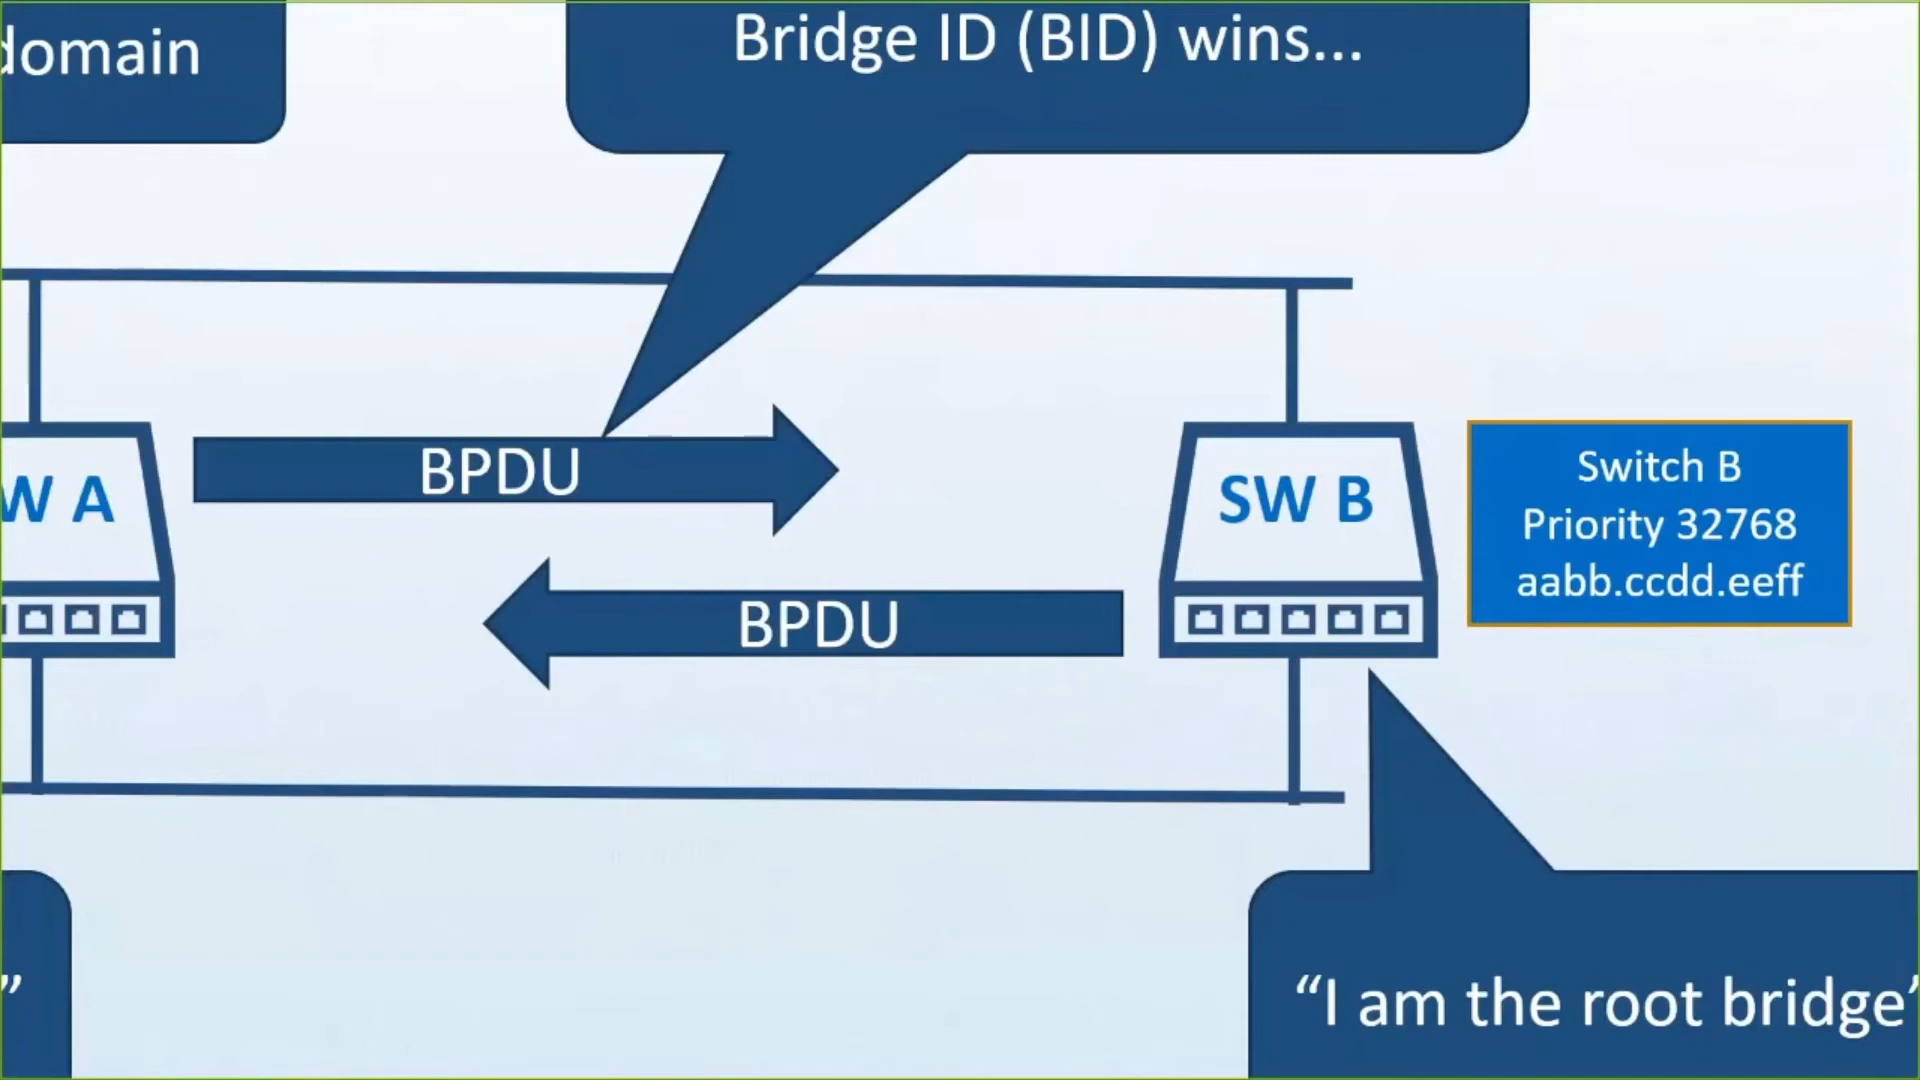 domain
Bridge ID (BID) wins...
W A
BPDU
BPDU
SW B
Switch B
Priority 32768
aabb.ccdd.eeff
”
“I am the root bridge”